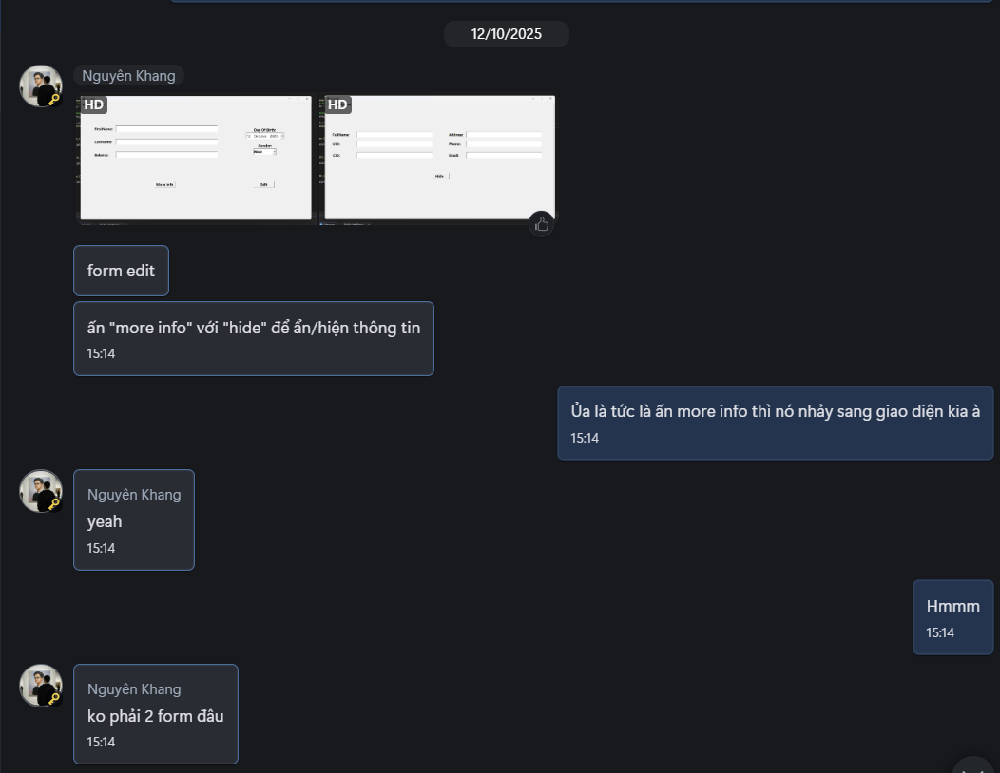 12/10/2025
Nguyên Khang
HD
HD
FirstName:
Day Of Birth
LastName:
Gender
Male
Balance:
More info
Edit
FullName:
Address:
Phone:
Email:
Hide
form edit
ấn "more info" với "hide" để ẩn/hiện thông tin
15:14
Ủa là tức là ấn more info thì nó nhảy sang giao diện kia à
15:14
Nguyên Khang
yeah
15:14
Hmmm
15:14
Nguyên Khang
ko phải 2 form đâu
15:14